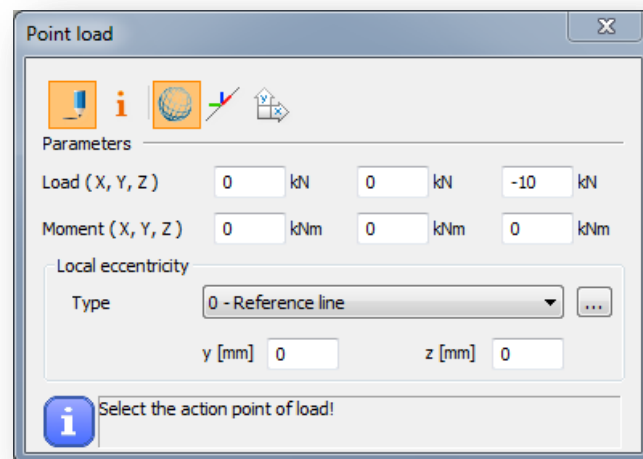 Point load
Parameters
Load ( X, Y, Z ) 0 kN 0 kN -10 kN
Moment ( X, Y, Z ) 0 kNm 0 kNm 0 kNm
Local eccentricity
Type 0 - Reference line ...
y [mm] 0 z [mm] 0
Select the action point of load!